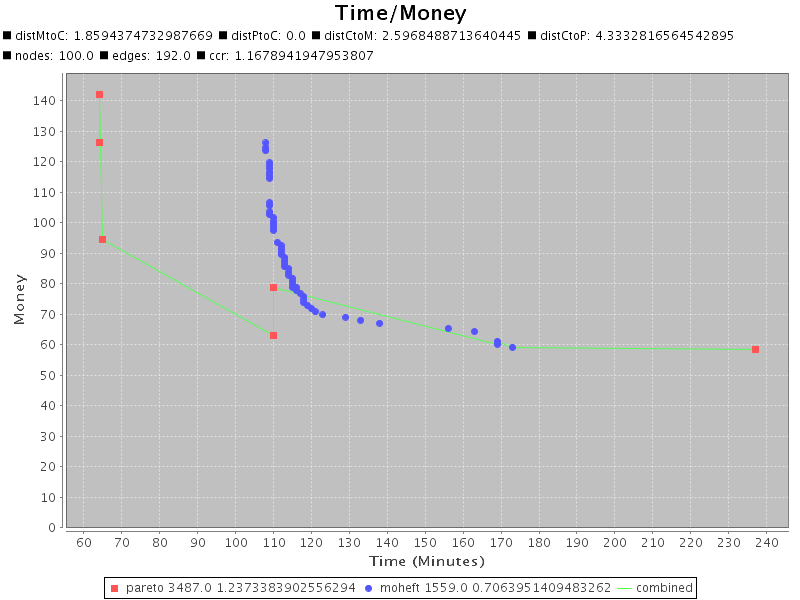 Time/Money
distMtoC: 1.8594374732987669 distPtoC: 0.0 distCtoM: 2.5968488713640445 distCtoP: 4.3332816564542895
nodes: 100.0 edges: 192.0 ccr: 1.1678941947953807
140
130
120
110
100
90
80
70
60
50
40
30
20
10
0
Money
60 70 80 90 100 110 120 130 140 150 160 170 180 190 200 210 220 230 240
Time (Minutes)
pareto 3487.0 1.2373383902556294 moheft 1559.0 0.7063951409483262 combined